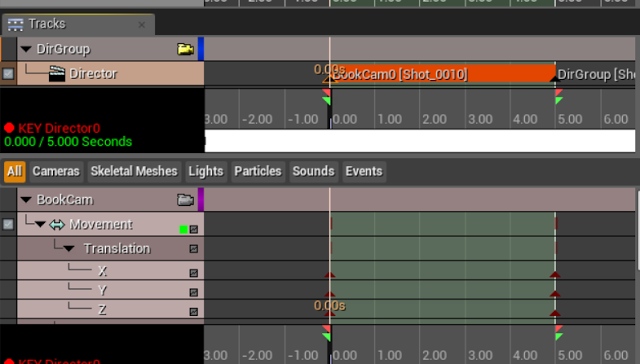 Tracks ×
DirGroup
Director
0.00s
BookCam0 [Shot_0010]
DirGroup [Sho
3.00 -2.00 -1.00 0.00 1.00 2.00 3.00 4.00 5.00 6.00
KEY Director0
0.000 / 5.000 Seconds
All Cameras Skeletal Meshes Lights Particles Sounds Events
BookCam
Movement
Translation
X
Y
Z
0.00s
3.00 -2.00 -1.00 0.00 1.00 2.00 3.00 4.00 5.00 6.00
KEY Director0